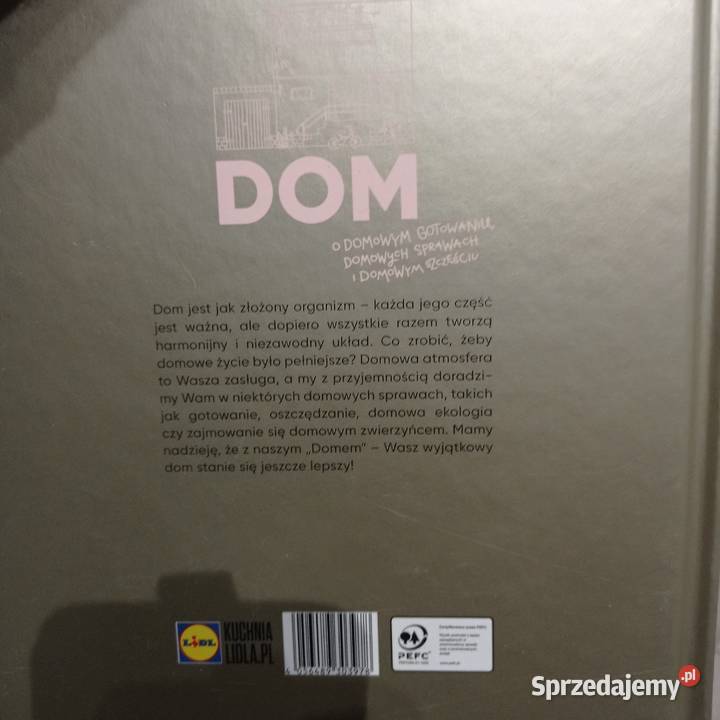 DOM
O DOMOWYM GOTOWANIU,
DOMOWYCH SPRAWACH
I DOMOWYM SZCZĘŚCIU
Dom jest jak złożony organizm – każda jego część
jest ważna, ale dopiero wszystkie razem tworzą
harmonijny i niezawodny układ. Co zrobić, żeby
domowe życie było pełniejsze? Domowa atmosfera
to Wasza zasługa, a my z przyjemnością doradzi-
my Wam w niektórych domowych sprawach, takich
jak gotowanie, oszczędzanie, domowa ekologia
czy zajmowanie się domowym zwierzyńcem. Mamy
nadzieję, że z naszym „Domem” – Wasz wyjątkowy
dom stanie się jeszcze lepszy!
LIDL
KUCHNIA
LIDLA.PL
PEFC
Sprzedajemy.pl